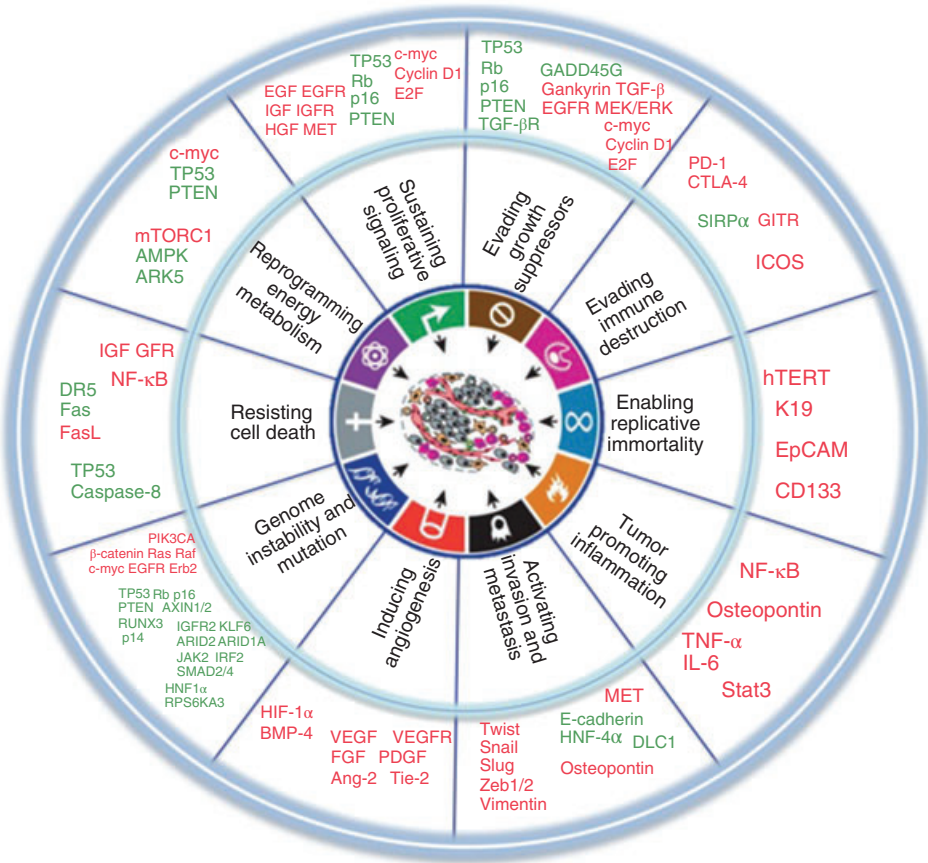 Sustaining
proliferative
signaling
EGF EGFR
IGF IGFR
HGF MET
TP53
Rb
p16
PTEN
c-myc
Cyclin D1
E2F
Evading
growth
suppressors
TP53
Rb
p16
PTEN
TGF-βR
GADD45G
Gankyrin TGF-β
EGFR MEK/ERK
c-myc
Cyclin D1
E2F
Evading
immune
destruction
PD-1
CTLA-4
SIRPα GITR
ICOS
Enabling
replicative
immortality
hTERT
K19
EpCAM
CD133
Tumor
promoting
inflammation
NF-κB
Osteopontin
TNF-α
IL-6
Stat3
Activating
invasion and
metastasis
MET
E-cadherin
HNF-4α DLC1
Osteopontin
Twist
Snail
Slug
Zeb1/2
Vimentin
Inducing
angiogenesis
HIF-1α
BMP-4
VEGF VEGFR
FGF PDGF
Ang-2 Tie-2
Genome
instability and
mutation
PIK3CA
β-catenin Ras Raf
c-myc EGFR Erb2
TP53 Rb p16
PTEN AXIN1/2
RUNX3
p14
IGFR2 KLF6
ARID2 ARID1A
JAK2 IRF2
SMAD2/4
HNF1α
RPS6KA3
Resisting
cell death
IGF GFR
NF-κB
DR5
Fas
FasL
TP53
Caspase-8
Reprogramming
energy
metabolism
c-myc
TP53
PTEN
mTORC1
AMPK
ARK5